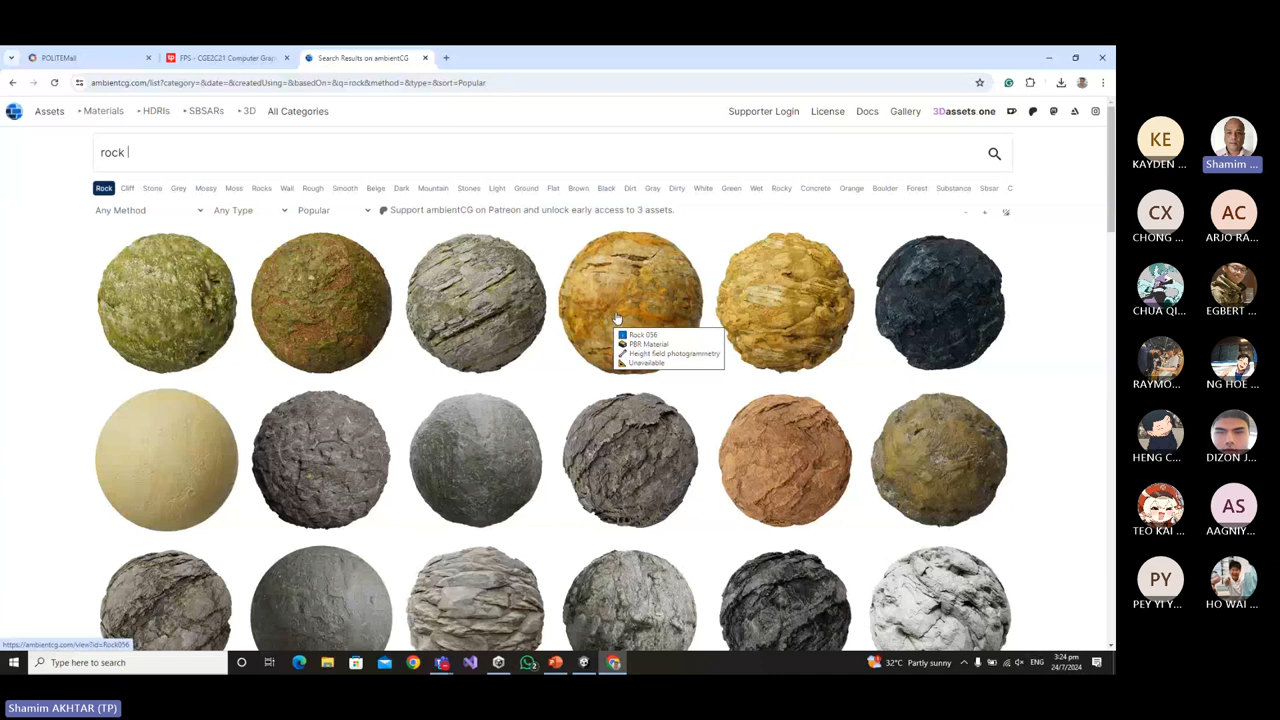 POLITEMall
FPS - CGE2C21 Computer Grap
Search Results on ambientCG
ambientcg.com/list?category=&date=&createdUsing=&basedOn=&q=rock&method=&type=&sort=Popular
Assets
Materials
HDRIs
SBSARs
3D
All Categories
Supporter Login
License
Docs
Gallery
3Dassets.one
rock
Rock Cliff Stone Grey Mossy Moss Rocks Wall Rough Smooth Beige Dark Mountain Stones Light Ground Flat Brown Black Dirt Gray Dirty White Green Wet Rocky Concrete Orange Boulder Forest Substance Sbsar C
Any Method
Any Type
Popular
Support ambientCG on Patreon and unlock early access to 3 assets.
- +
Rock 056
PBR Material
Height field photogrammetry
Unavailable
https://ambientcg.com/view?id=Rock056
Type here to search
2
32°C Partly sunny
ENG
3:24 pm
24/7/2024
KE
KAYDEN ...
Shamim ...
CX
CHONG ...
AC
ARJO RA...
CHUA QI...
EGBERT ...
RAYMO...
NG HOE ...
HENG C...
DIZON J...
TEO KAI ...
AS
AAGNIY...
PY
PEY YI Y...
HO WAI ...
Shamim AKHTAR (TP)